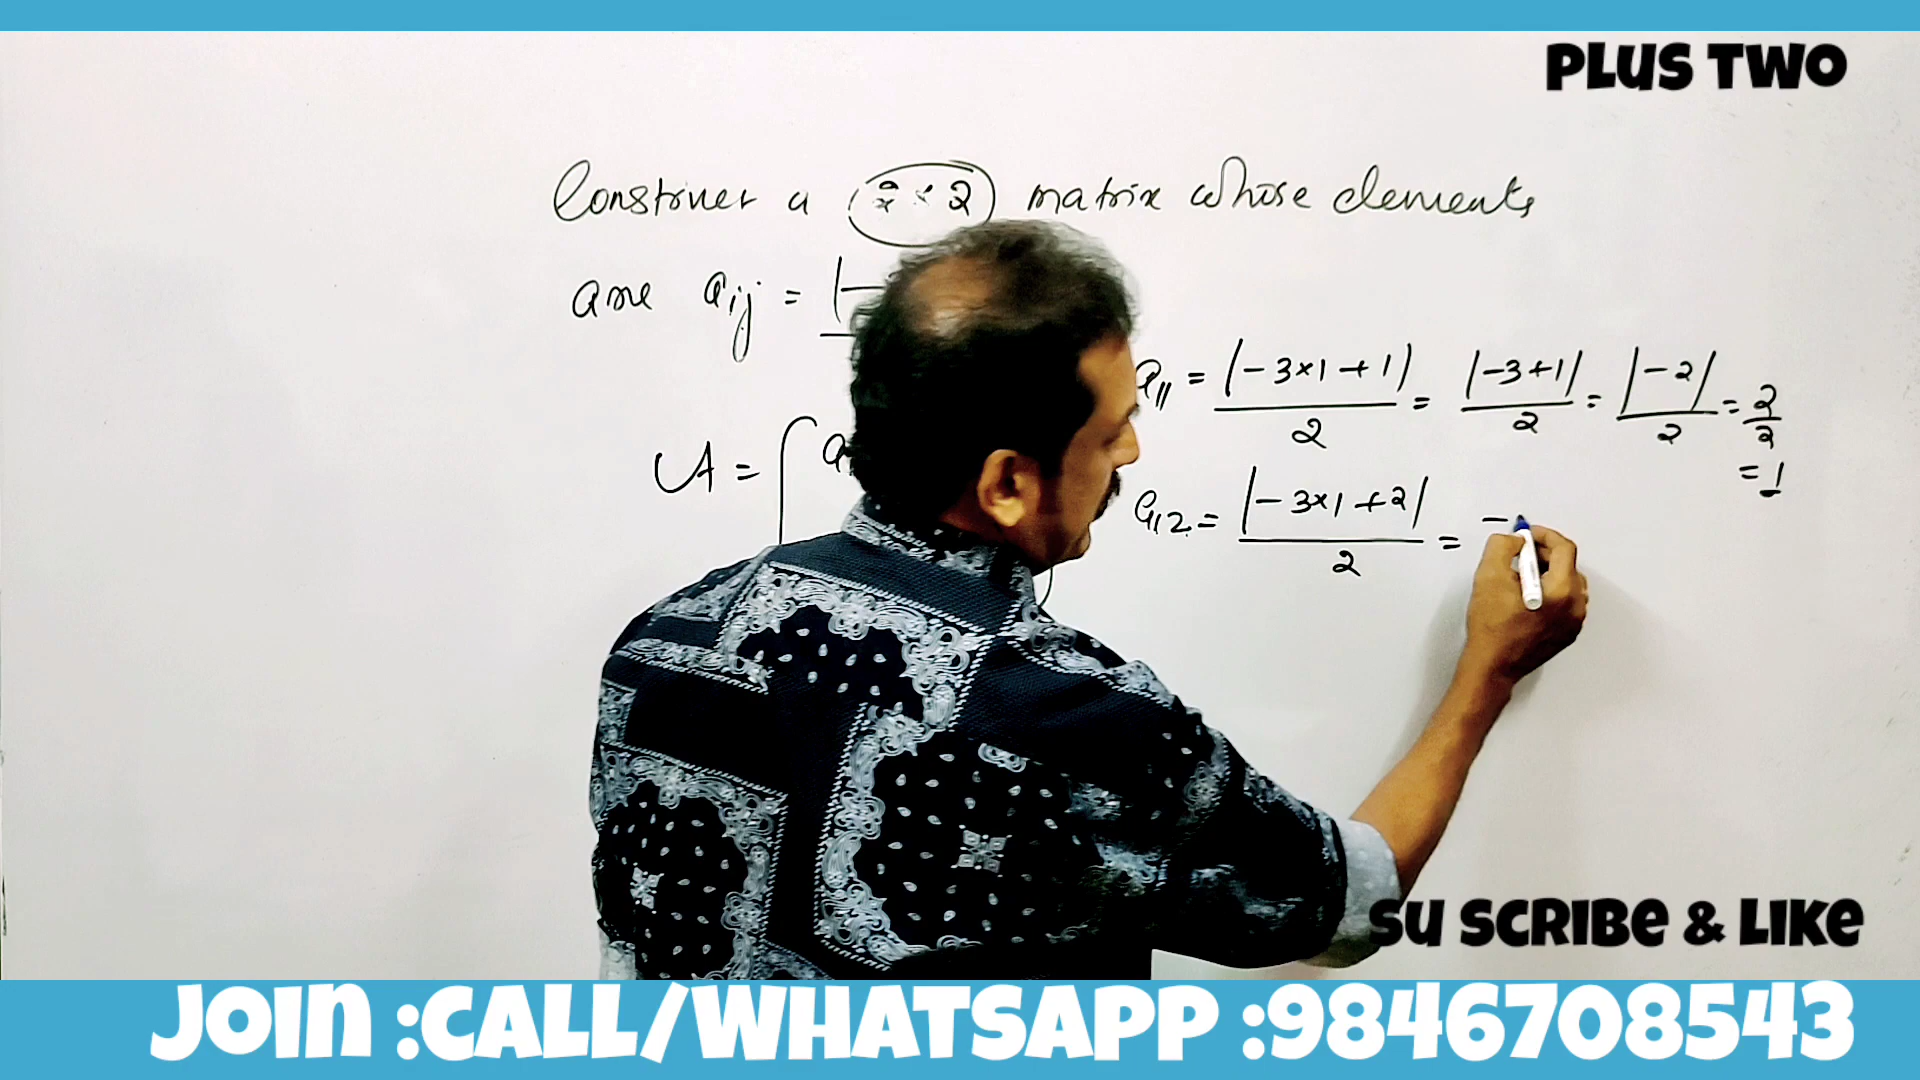 PLUS TWO
Construct a 2 × 2 matrix whose elements
are aij = |-
a11 = |-3×1+1| / 2 = |-3+1| / 2 = |-2| / 2 = 2/2
= 1
A = [ a
a12 = |-3×1+2| / 2 = -
SU SCRIBE & LIKE
JOIN :CALL/WHATSAPP :9846708543